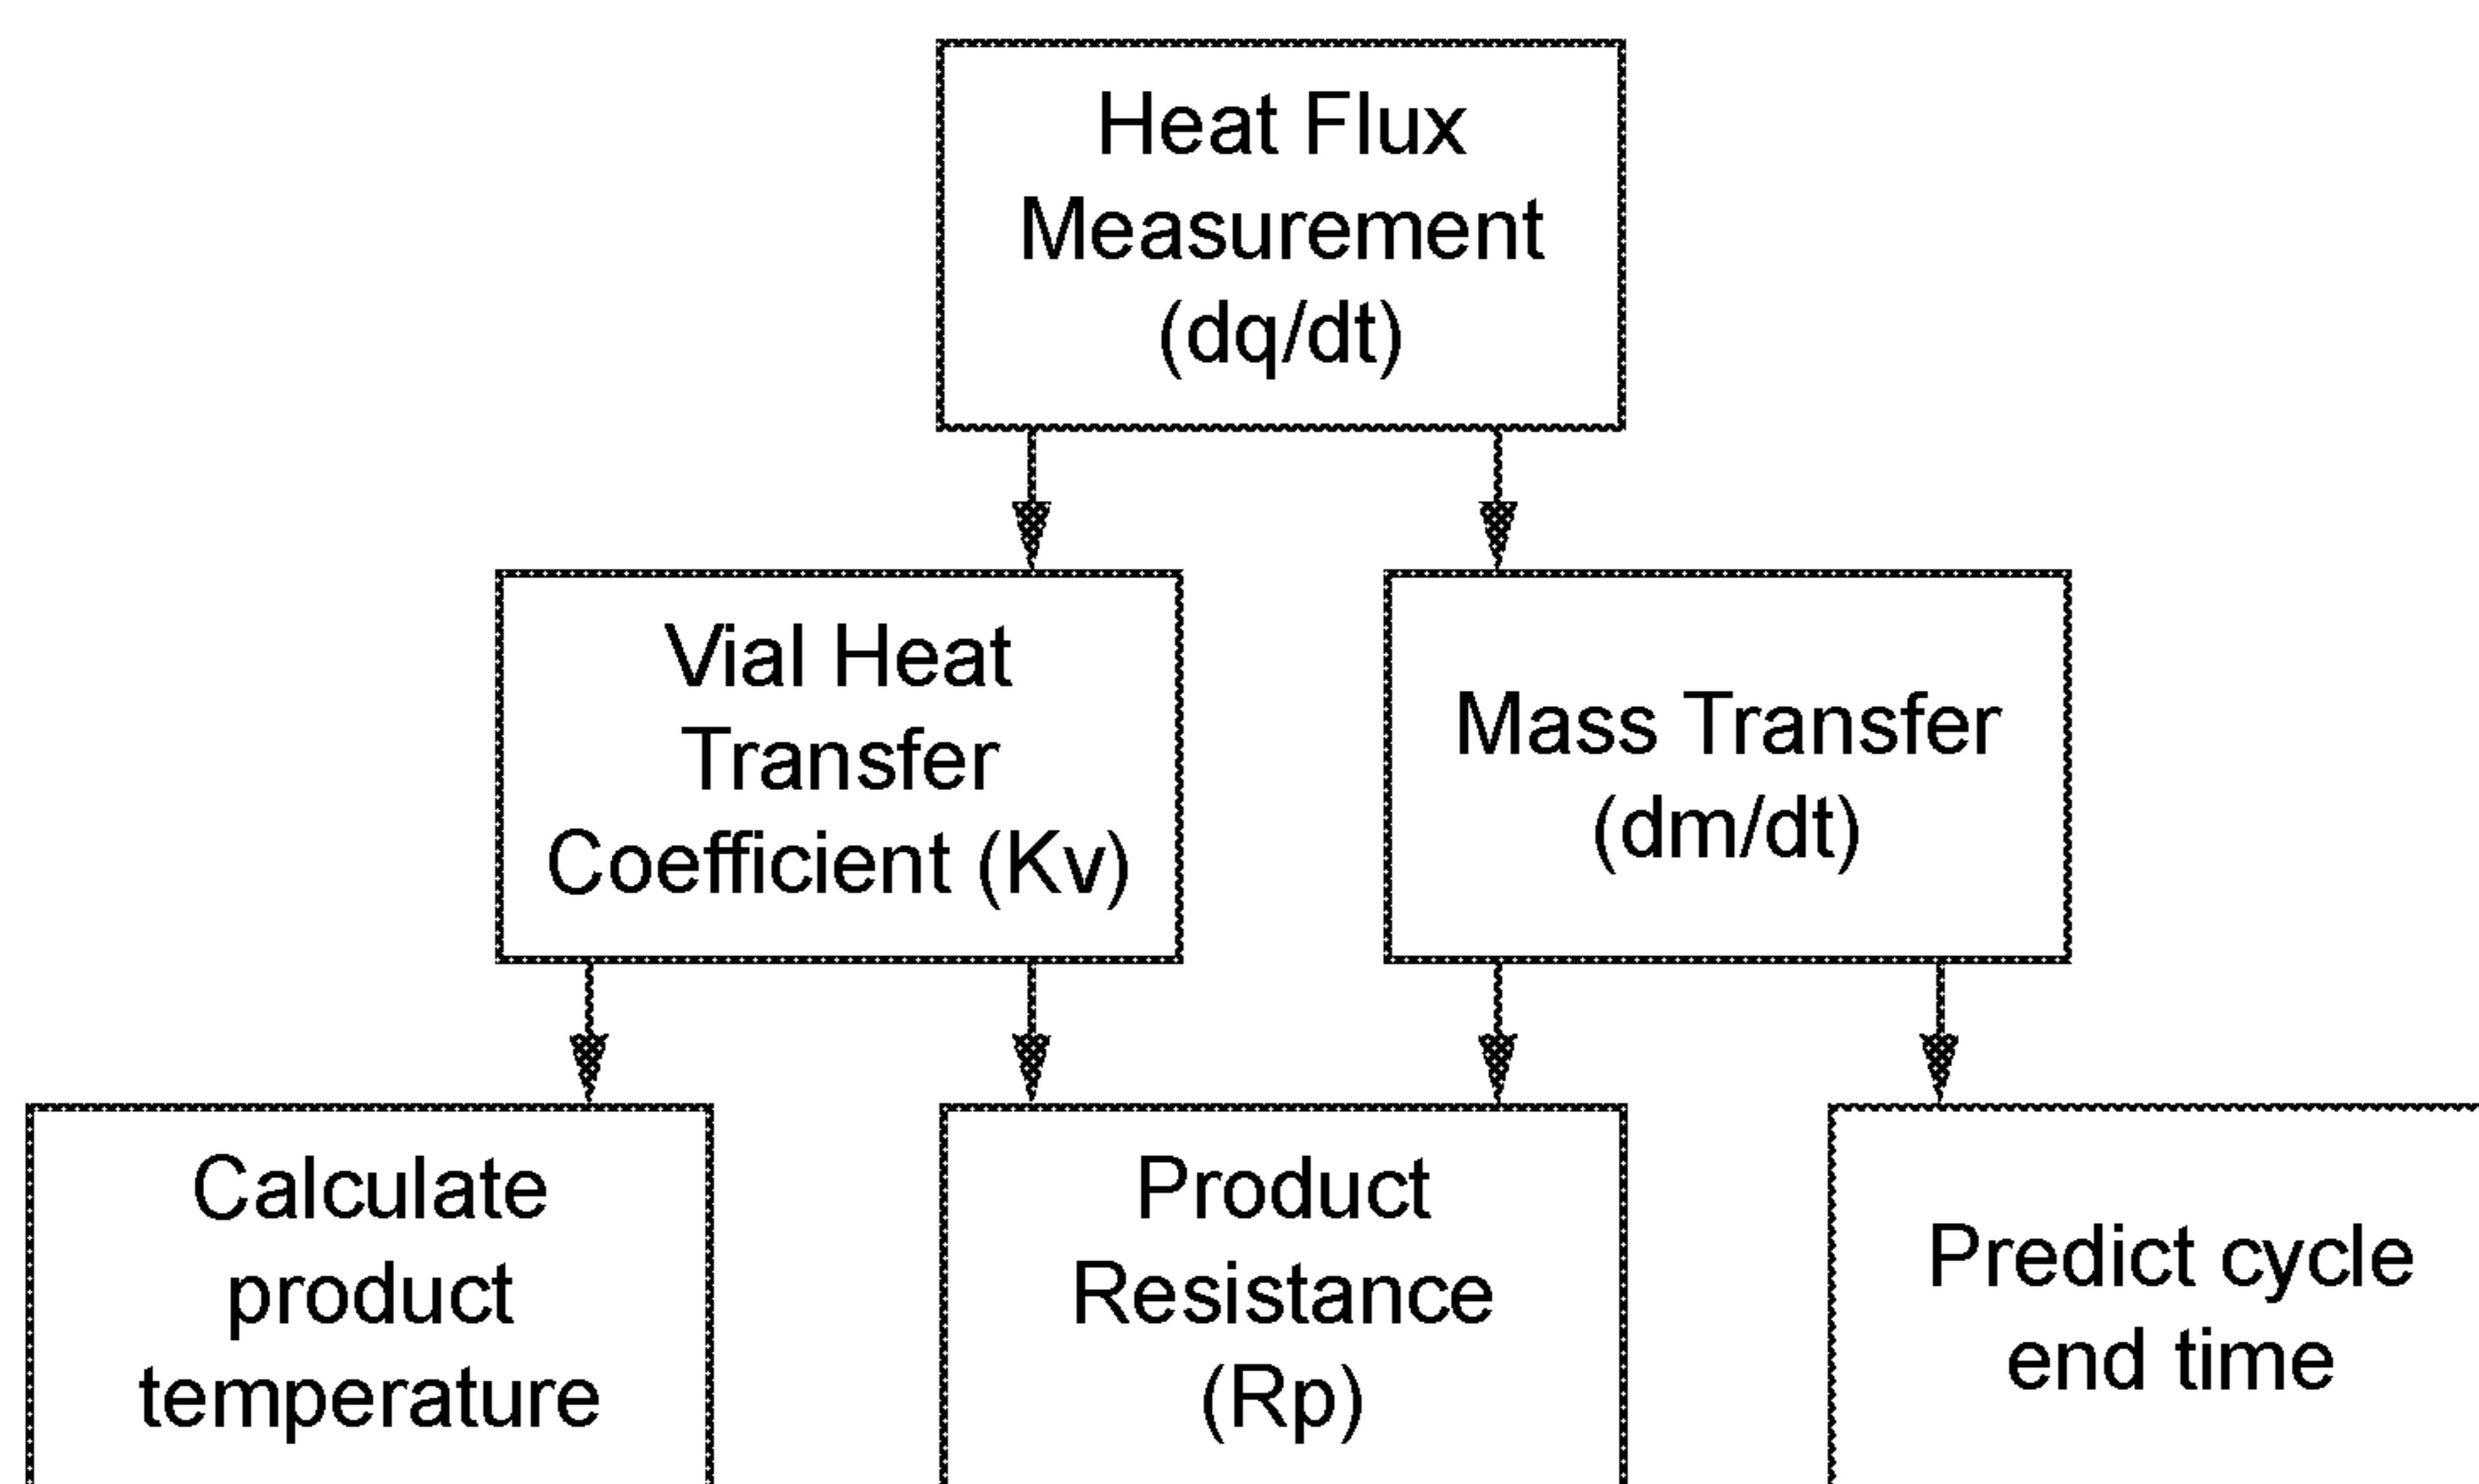 Heat Flux
Measurement
(dq/dt)
Vial Heat
Transfer
Coefficient (Kv)
Mass Transfer
(dm/dt)
Calculate
product
temperature
Product
Resistance
(Rp)
Predict cycle
end time